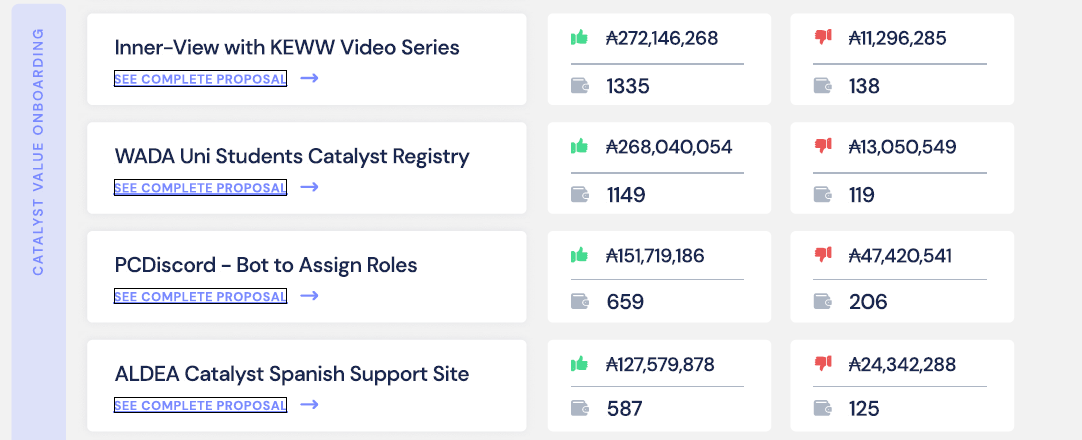 CATALYST VALUE ONBOARDING
Inner-View with KEWW Video Series
SEE COMPLETE PROPOSAL →
₳272,146,268
1335
₳11,296,285
138
WADA Uni Students Catalyst Registry
SEE COMPLETE PROPOSAL →
₳268,040,054
1149
₳13,050,549
119
PCDiscord - Bot to Assign Roles
SEE COMPLETE PROPOSAL →
₳151,719,186
659
₳47,420,541
206
ALDEA Catalyst Spanish Support Site
SEE COMPLETE PROPOSAL →
₳127,579,878
587
₳24,342,288
125